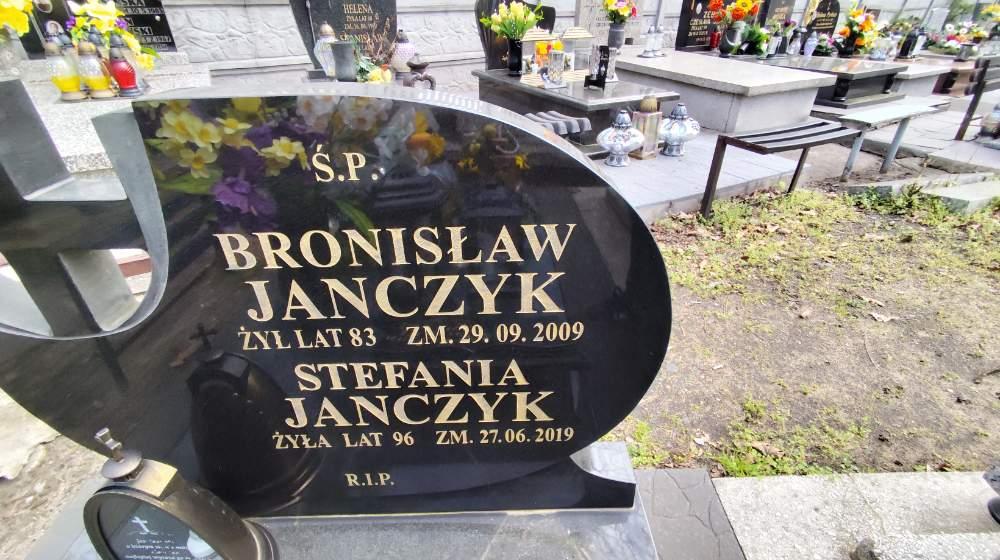 HELENA
Ś.P.
BRONISŁAW
JANCZYK
ŻYŁ LAT 83 ZM. 29. 09. 2009
STEFANIA
JANCZYK
ŻYŁA LAT 96 ZM. 27.06.2019
R.I.P.